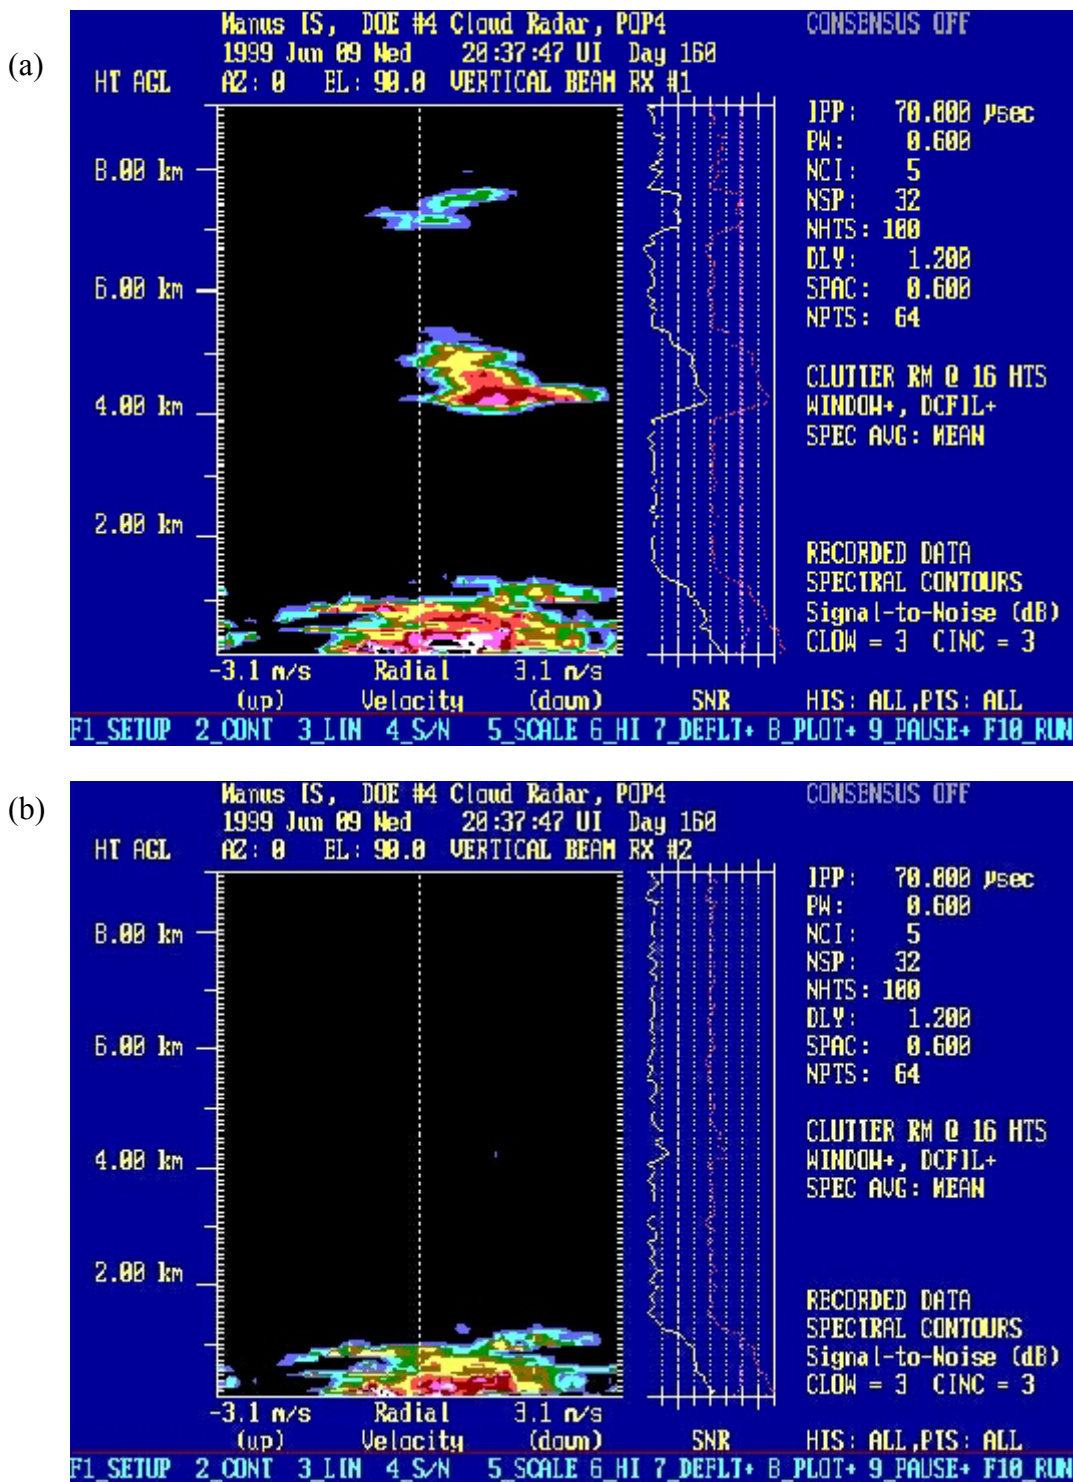 (a)
Manus IS, DOE #4 Cloud Radar, POP4 CONSENSUS OFF
1999 Jun 09 Wed 20:37:47 UT Day 160
HT AGL AZ: 0 EL: 90.0 VERTICAL BEAM RX #1
IPP: 70.000 µsec
PW: 0.600
8.00 km
NCI: 5
NSP: 32
NHTS: 100
DLY: 1.200
6.00 km
SPAC: 0.600
NPTS: 64
CLUTTER RM @ 16 HTS
4.00 km
WINDOW+, DCFIL+
SPEC AVG: MEAN
2.00 km
RECORDED DATA
SPECTRAL CONTOURS
Signal-to-Noise (dB)
CLOW = 3 CINC = 3
-3.1 m/s Radial 3.1 m/s
(up) Velocity (down) SNR HTS: ALL,PTS: ALL
F1_SETUP 2_CONT 3_LIN 4_S/N 5_SCALE 6_HT 7_DEFLT+ 8_PLOT+ 9_PAUSE+ F10_RUN
(b)
Manus IS, DOE #4 Cloud Radar, POP4 CONSENSUS OFF
1999 Jun 09 Wed 20:37:47 UT Day 160
HT AGL AZ: 0 EL: 90.0 VERTICAL BEAM RX #2
IPP: 70.000 µsec
PW: 0.600
8.00 km
NCI: 5
NSP: 32
NHTS: 100
DLY: 1.200
6.00 km
SPAC: 0.600
NPTS: 64
CLUTTER RM @ 16 HTS
4.00 km
WINDOW+, DCFIL+
SPEC AVG: MEAN
2.00 km
RECORDED DATA
SPECTRAL CONTOURS
Signal-to-Noise (dB)
CLOW = 3 CINC = 3
-3.1 m/s Radial 3.1 m/s
(up) Velocity (down) SNR HTS: ALL,PTS: ALL
F1_SETUP 2_CONT 3_LIN 4_S/N 5_SCALE 6_HT 7_DEFLT+ 8_PLOT+ 9_PAUSE+ F10_RUN